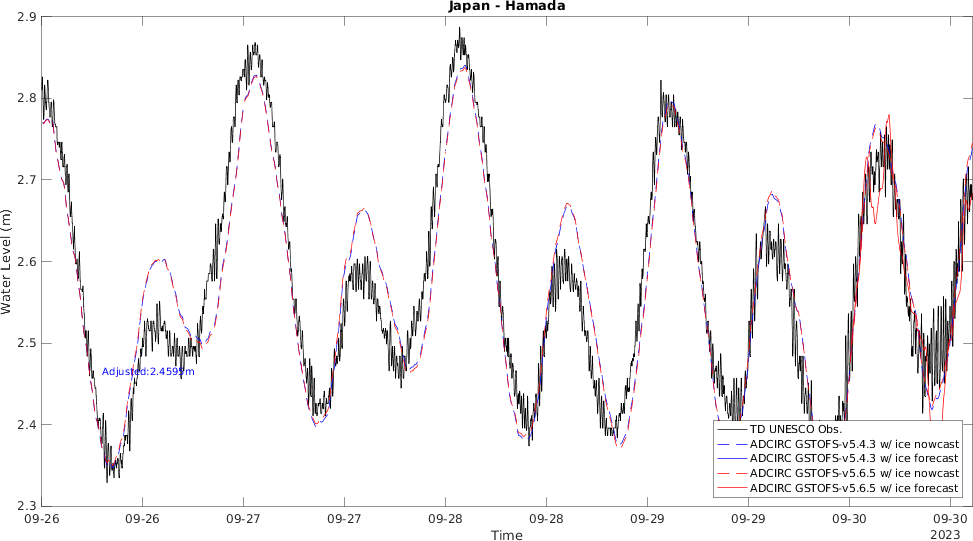 Japan - Hamada
2.9
2.8
2.7
2.6
2.5
2.4
2.3
Water Level (m)
Adjusted:2.4595m
TD UNESCO Obs.
ADCIRC GSTOFS-v5.4.3 w/ ice nowcast
ADCIRC GSTOFS-v5.4.3 w/ ice forecast
ADCIRC GSTOFS-v5.6.5 w/ ice nowcast
ADCIRC GSTOFS-v5.6.5 w/ ice forecast
09-26 09-26 09-27 09-27 09-28 09-28 09-29 09-29 09-30 09-30
2023
Time